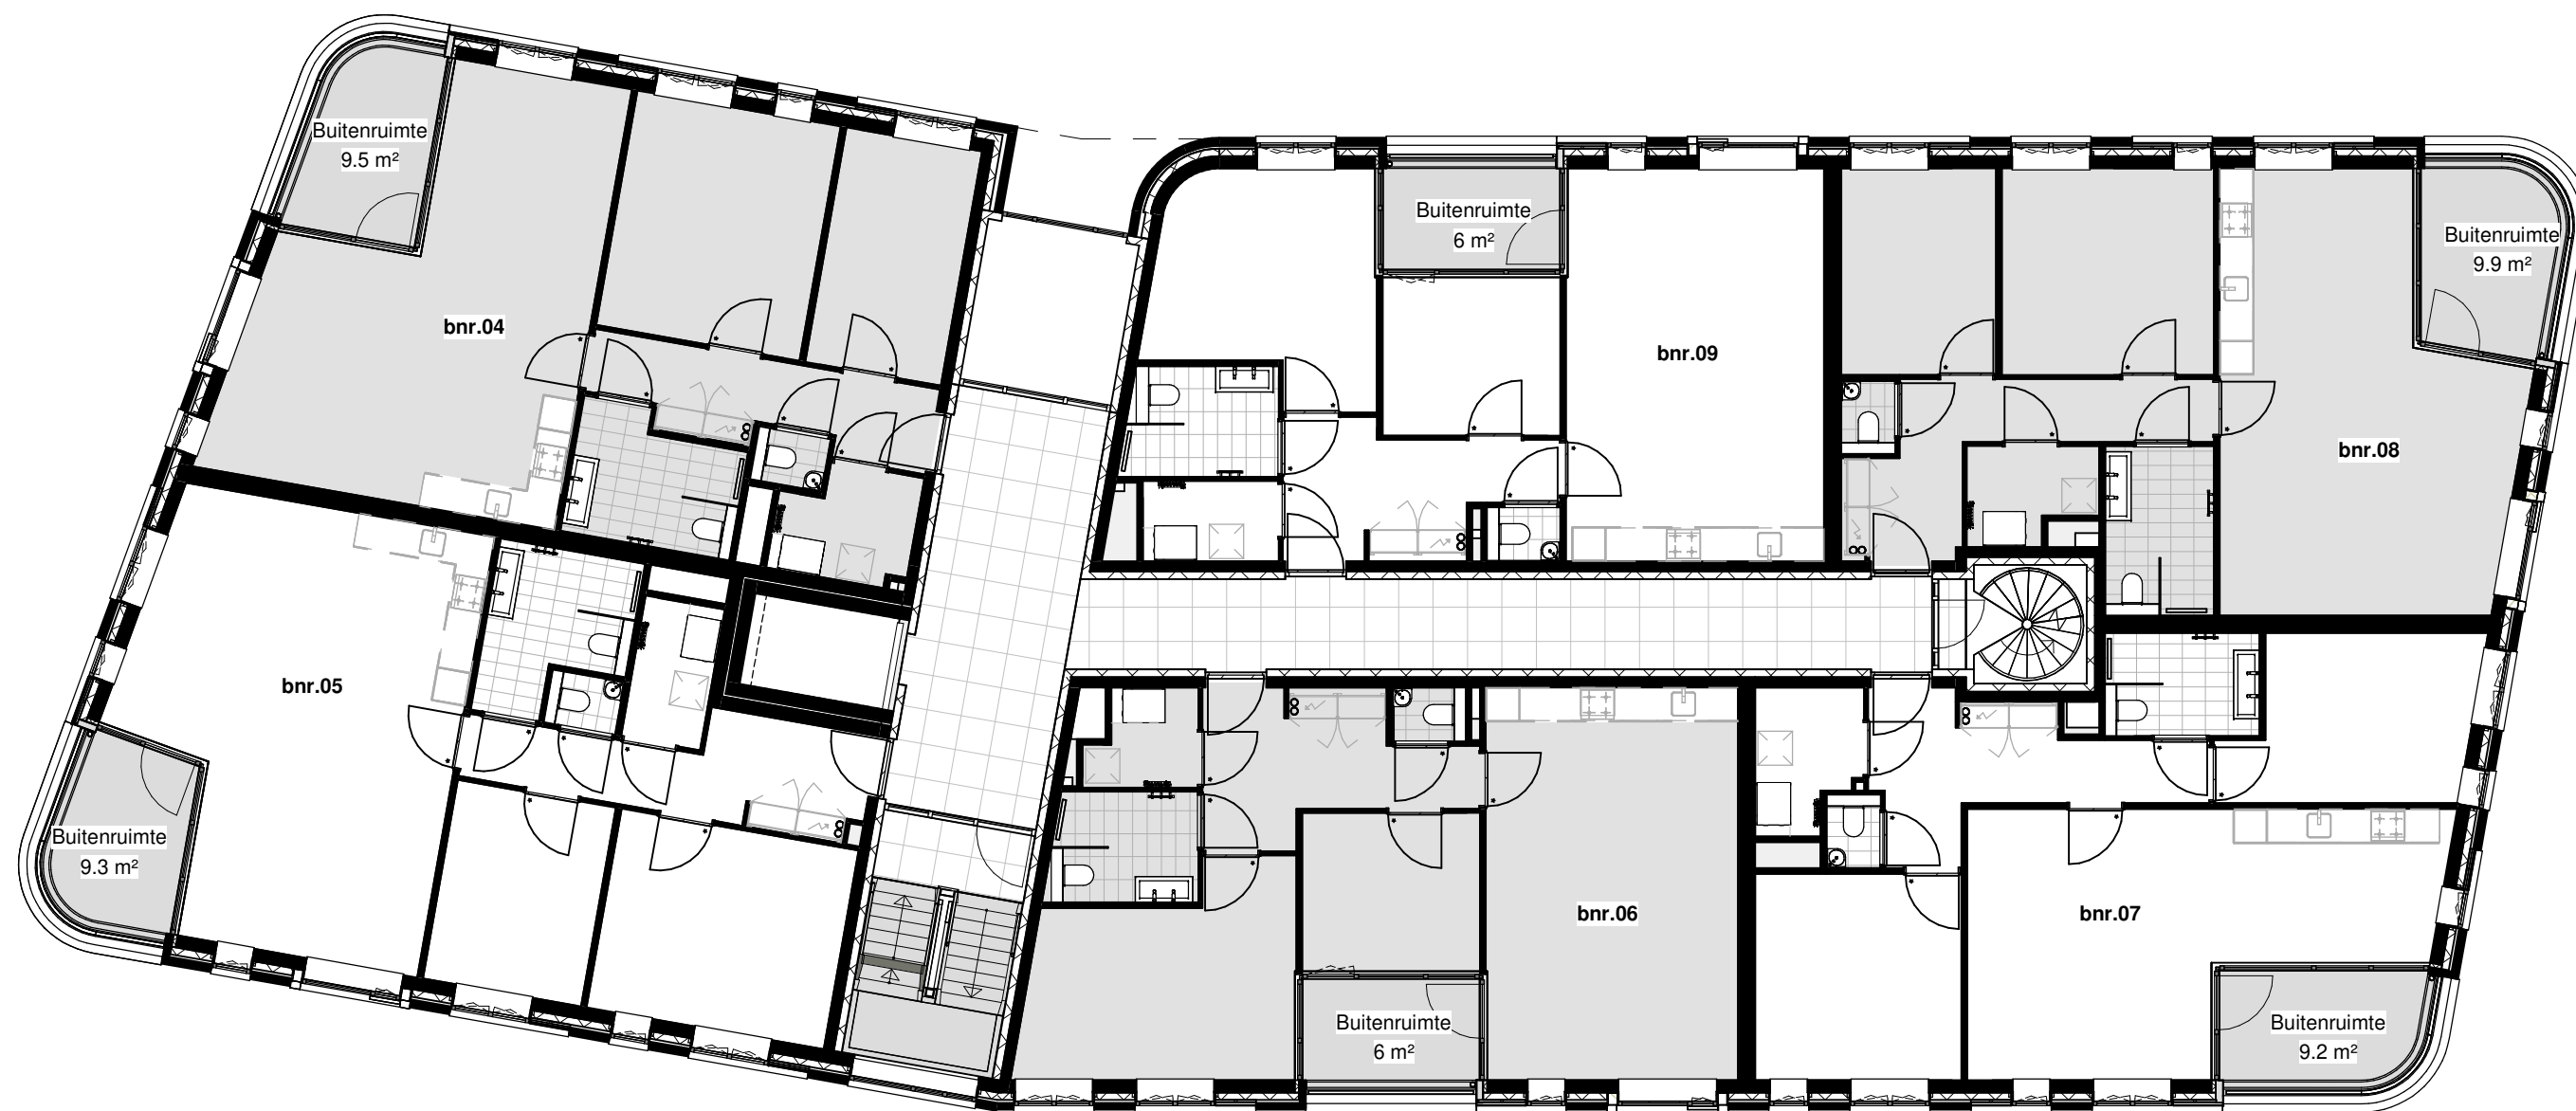 Buitenruimte
9.5 m²
bnr.04
Buitenruimte
6 m²
bnr.09
Buitenruimte
9.9 m²
bnr.08
bnr.05
Buitenruimte
9.3 m²
bnr.06
Buitenruimte
6 m²
bnr.07
Buitenruimte
9.2 m²